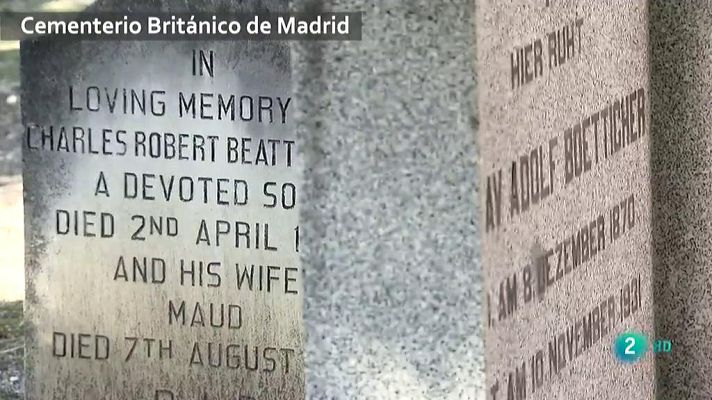 Cementerio Británico de Madrid
IN
LOVING MEMORY
CHARLES ROBERT BEATT
A DEVOTED SO
DIED 2ND APRIL 1
AND HIS WIFE
MAUD
DIED 7TH AUGUST
HIER RUHT
AV ADOLF BOETTICHER
AM 8 DEZEMBER 1870
AM 10 NOVEMBER 1931
2 HD